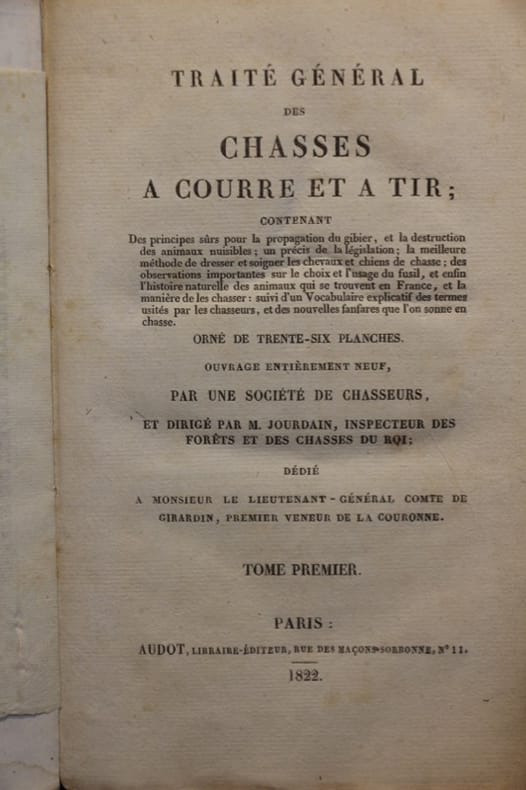 TRAITÉ GÉNÉRAL
DES
CHASSES
A COURRE ET A TIR;
CONTENANT
Des principes sûrs pour la propagation du gibier, et la destruction
des animaux nuisibles; un précis de la législation; la meilleure
méthode de dresser et soigner les chevaux et chiens de chasse; des
observations importantes sur le choix et l'usage du fusil, et enfin
l'histoire naturelle des animaux qui se trouvent en France, et la
manière de les chasser: suivi d'un Vocabulaire explicatif des termes
usités par les chasseurs, et des nouvelles fanfares que l'on sonne en
chasse.
ORNÉ DE TRENTE-SIX PLANCHES.
OUVRAGE ENTIÈREMENT NEUF,
PAR UNE SOCIÉTÉ DE CHASSEURS,
ET DIRIGÉ PAR M. JOURDAIN, INSPECTEUR DES
FORÊTS ET DES CHASSES DU ROI;
DÉDIÉ
A MONSIEUR LE LIEUTENANT-GÉNÉRAL COMTE DE
GIRARDIN, PREMIER VENEUR DE LA COURONNE.
TOME PREMIER.
PARIS:
AUDOT, LIBRAIRE-ÉDITEUR, RUE DES MAÇONS-SORBONNE, N° 11.
1822.